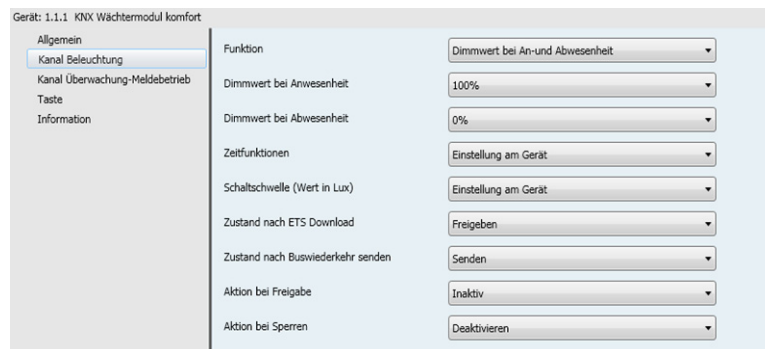 Gerät: 1.1.1 KNX Wächtermodul komfort
Allgemein
Kanal Beleuchtung
Kanal Überwachung-Meldebetrieb
Taste
Information
Funktion
Dimmwert bei An-und Abwesenheit
Dimmwert bei Anwesenheit
100%
Dimmwert bei Abwesenheit
0%
Zeitfunktionen
Einstellung am Gerät
Schaltschwelle (Wert in Lux)
Einstellung am Gerät
Zustand nach ETS Download
Freigeben
Zustand nach Buswiederkehr senden
Senden
Aktion bei Freigabe
Inaktiv
Aktion bei Sperren
Deaktivieren